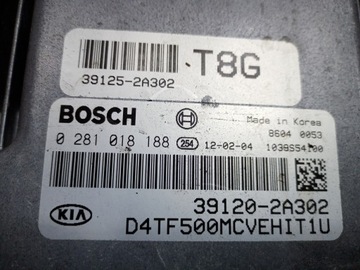 39125-2A302
T8G
BOSCH
Made in Korea
8604 0053
0 281 018 188 254 12-02-04 1039S54100
KIA
39120-2A302
D4TF500MCVEHIT1U